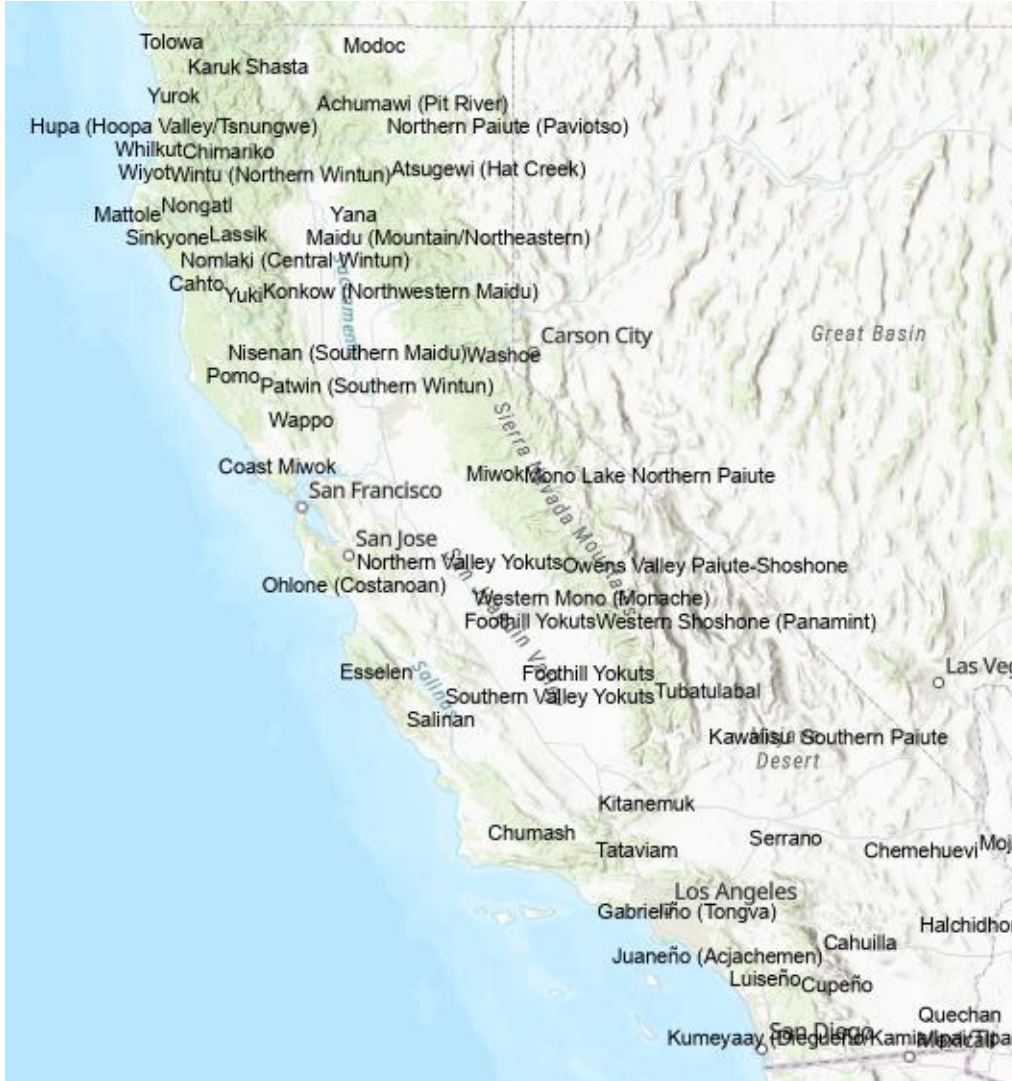 Tolowa
Modoc
Karuk Shasta
Yurok
Achumawi (Pit River)
Hupa (Hoopa Valley/Tsnungwe)
Northern Paiute (Paviotso)
Whilkut Chimariko
Wiyot Wintu (Northern Wintun) Atsugewi (Hat Creek)
Mattole Nongatl
Yana
Sinkyone Lassik
Maidu (Mountain/Northeastern)
Nomlaki (Central Wintun)
Cahto Yuki Konkow (Northwestern Maidu)
Carson City
Great Basin
Nisenan (Southern Maidu) Washoe
Pomo Patwin (Southern Wintun)
Wappo
Sierra Nevada Mountains
Coast Miwok
Miwok Mono Lake Northern Paiute
San Francisco
San Jose
Northern Valley Yokuts Owens Valley Paiute-Shoshone
Ohlone (Costanoan)
Western Mono (Monache)
Foothill Yokuts Western Shoshone (Panamint)
Esselen
Foothill Yokuts
Las Veg
Southern Valley Yokuts Tubatulabal
Salinan
Kawaiisu Southern Paiute
Desert
Kitanemuk
Chumash
Serrano
Tataviam
Chemehuevi Moj
Los Angeles
Gabrieliño (Tongva)
Halchidhor
Juaneño (Acjachemen) Cahuilla
Luiseño Cupeño
Quechan
San Diego
Mexicali